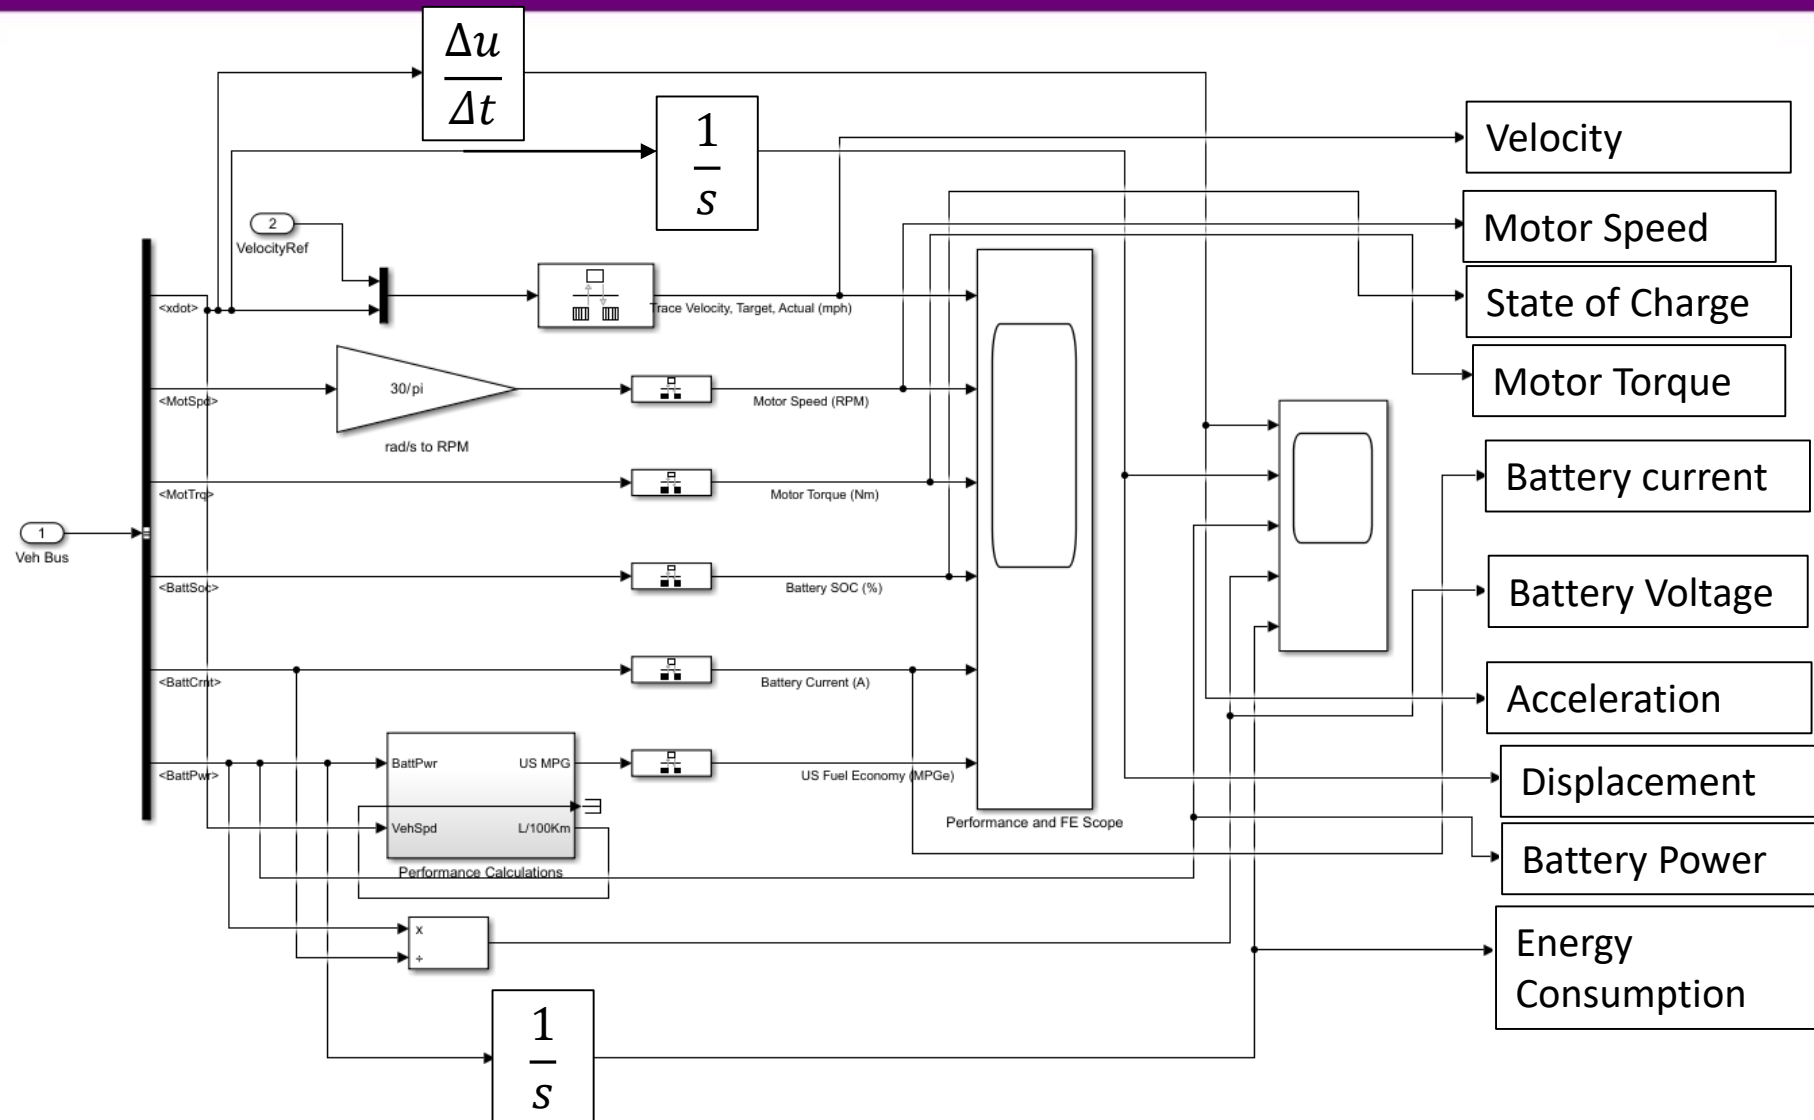 Δu
Δt
1
s
Velocity
2
VelocityRef
Motor Speed
<xdot>
Trace Velocity, Target, Actual (mph)
State of Charge
30/pi
<MotSpd>
Motor Speed (RPM)
Motor Torque
rad/s to RPM
<MotTrq>
Motor Torque (Nm)
Battery current
1
Veh Bus
<BattSoc>
Battery SOC (%)
Battery Voltage
<BattCrnt>
Battery Current (A)
Acceleration
BattPwr
US MPG
<BattPwr>
US Fuel Economy (MPGe)
Displacement
VehSpd
L/100Km
Performance and FE Scope
Performance Calculations
Battery Power
x
÷
Energy
Consumption
1
s